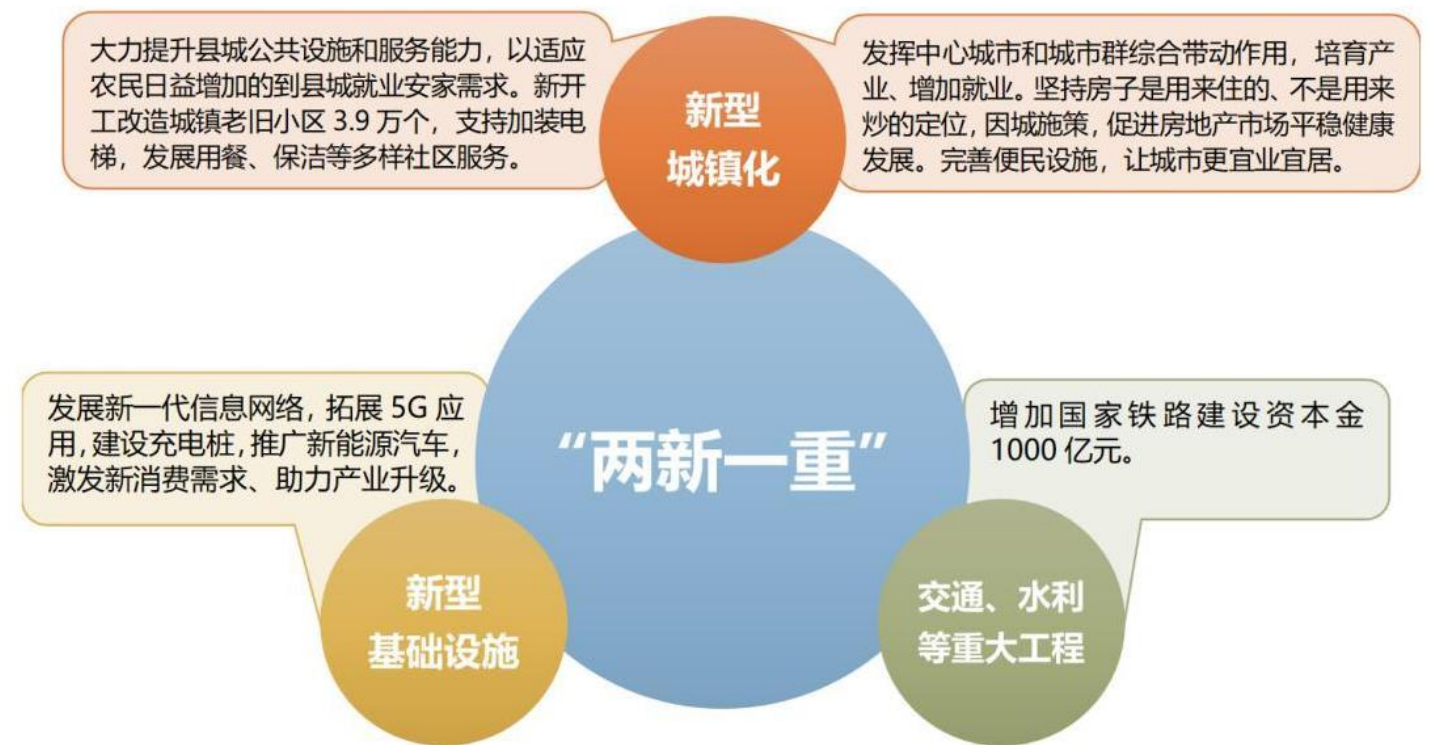 大力提升县城公共设施和服务能力，以适应
农民日益增加的到县城就业安家需求。新开
工改造城镇老旧小区 3.9 万个，支持加装电
梯，发展用餐、保洁等多样社区服务。
新型
城镇化
发挥中心城市和城市群综合带动作用，培育产
业、增加就业。坚持房子是用来住的、不是用来
炒的定位，因城施策，促进房地产市场平稳健康
发展。完善便民设施，让城市更宜业宜居。
发展新一代信息网络，拓展 5G 应
用，建设充电桩，推广新能源汽车，
激发新消费需求、助力产业升级。
“两新一重”
增加国家铁路建设资本金
1000 亿元。
新型
基础设施
交通、水利
等重大工程